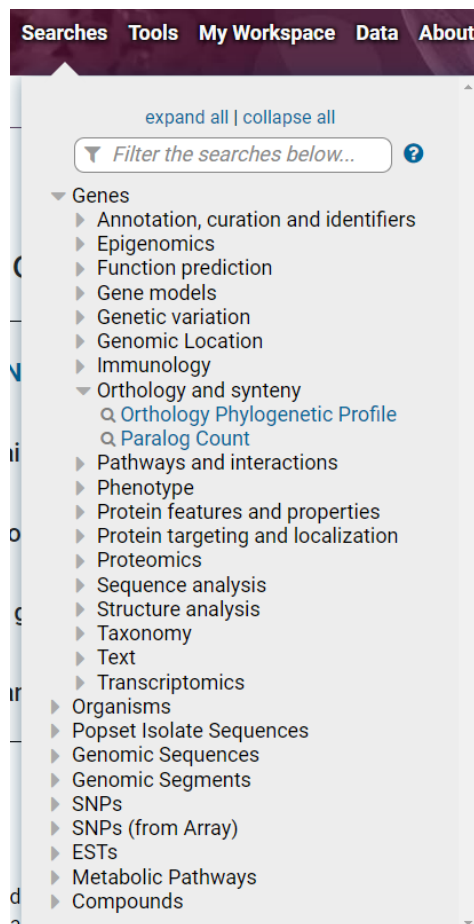 Searches Tools My Workspace Data About
expand all | collapse all
Filter the searches below...
Genes
Annotation, curation and identifiers
Epigenomics
Function prediction
Gene models
Genetic variation
Genomic Location
Immunology
Orthology and synteny
Orthology Phylogenetic Profile
Paralog Count
Pathways and interactions
Phenotype
Protein features and properties
Protein targeting and localization
Proteomics
Sequence analysis
Structure analysis
Taxonomy
Text
Transcriptomics
Organisms
Popset Isolate Sequences
Genomic Sequences
Genomic Segments
SNPs
SNPs (from Array)
ESTs
Metabolic Pathways
Compounds